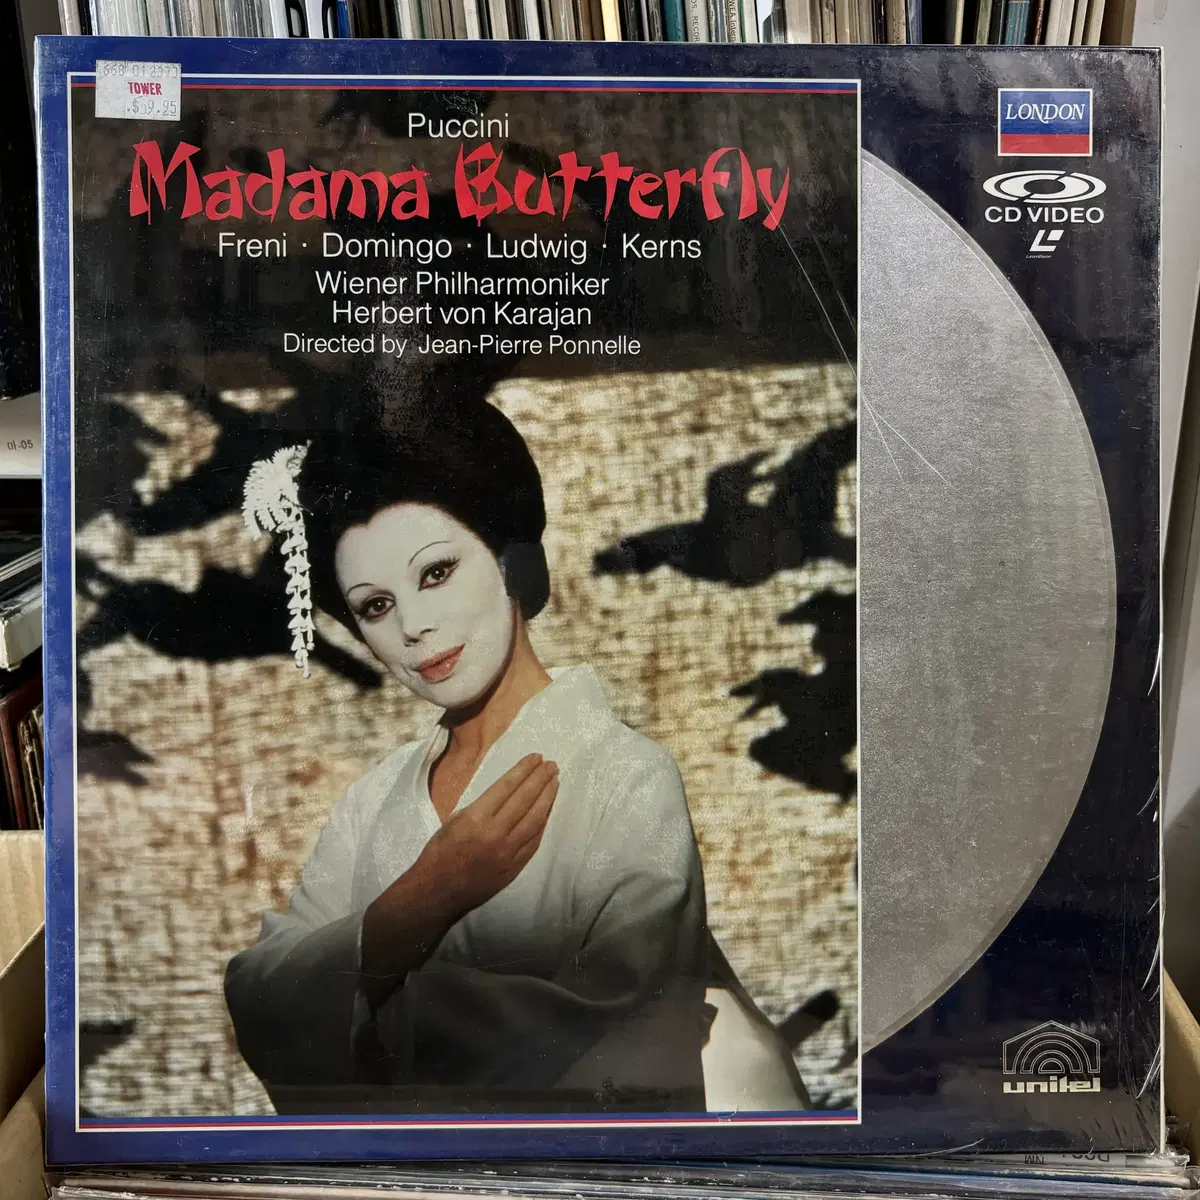 TOWER
Puccini
Madama Butterfly
Freni · Domingo · Ludwig · Kerns
Wiener Philharmoniker
Herbert von Karajan
Directed by Jean-Pierre Ponnelle
LONDON
CD VIDEO
LaserVision
unitel